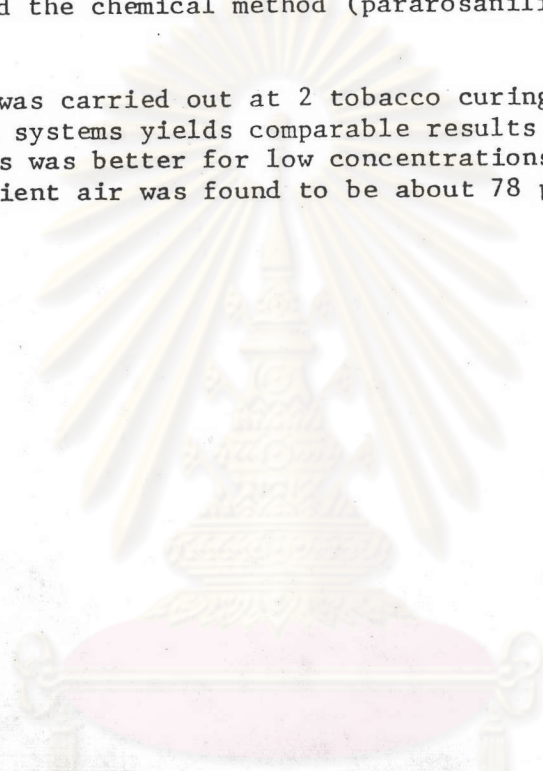 d the chemical method (pararosanili
was carried out at 2 tobacco curing
systems yields comparable results
s was better for low concentrations
ient air was found to be about 78 p